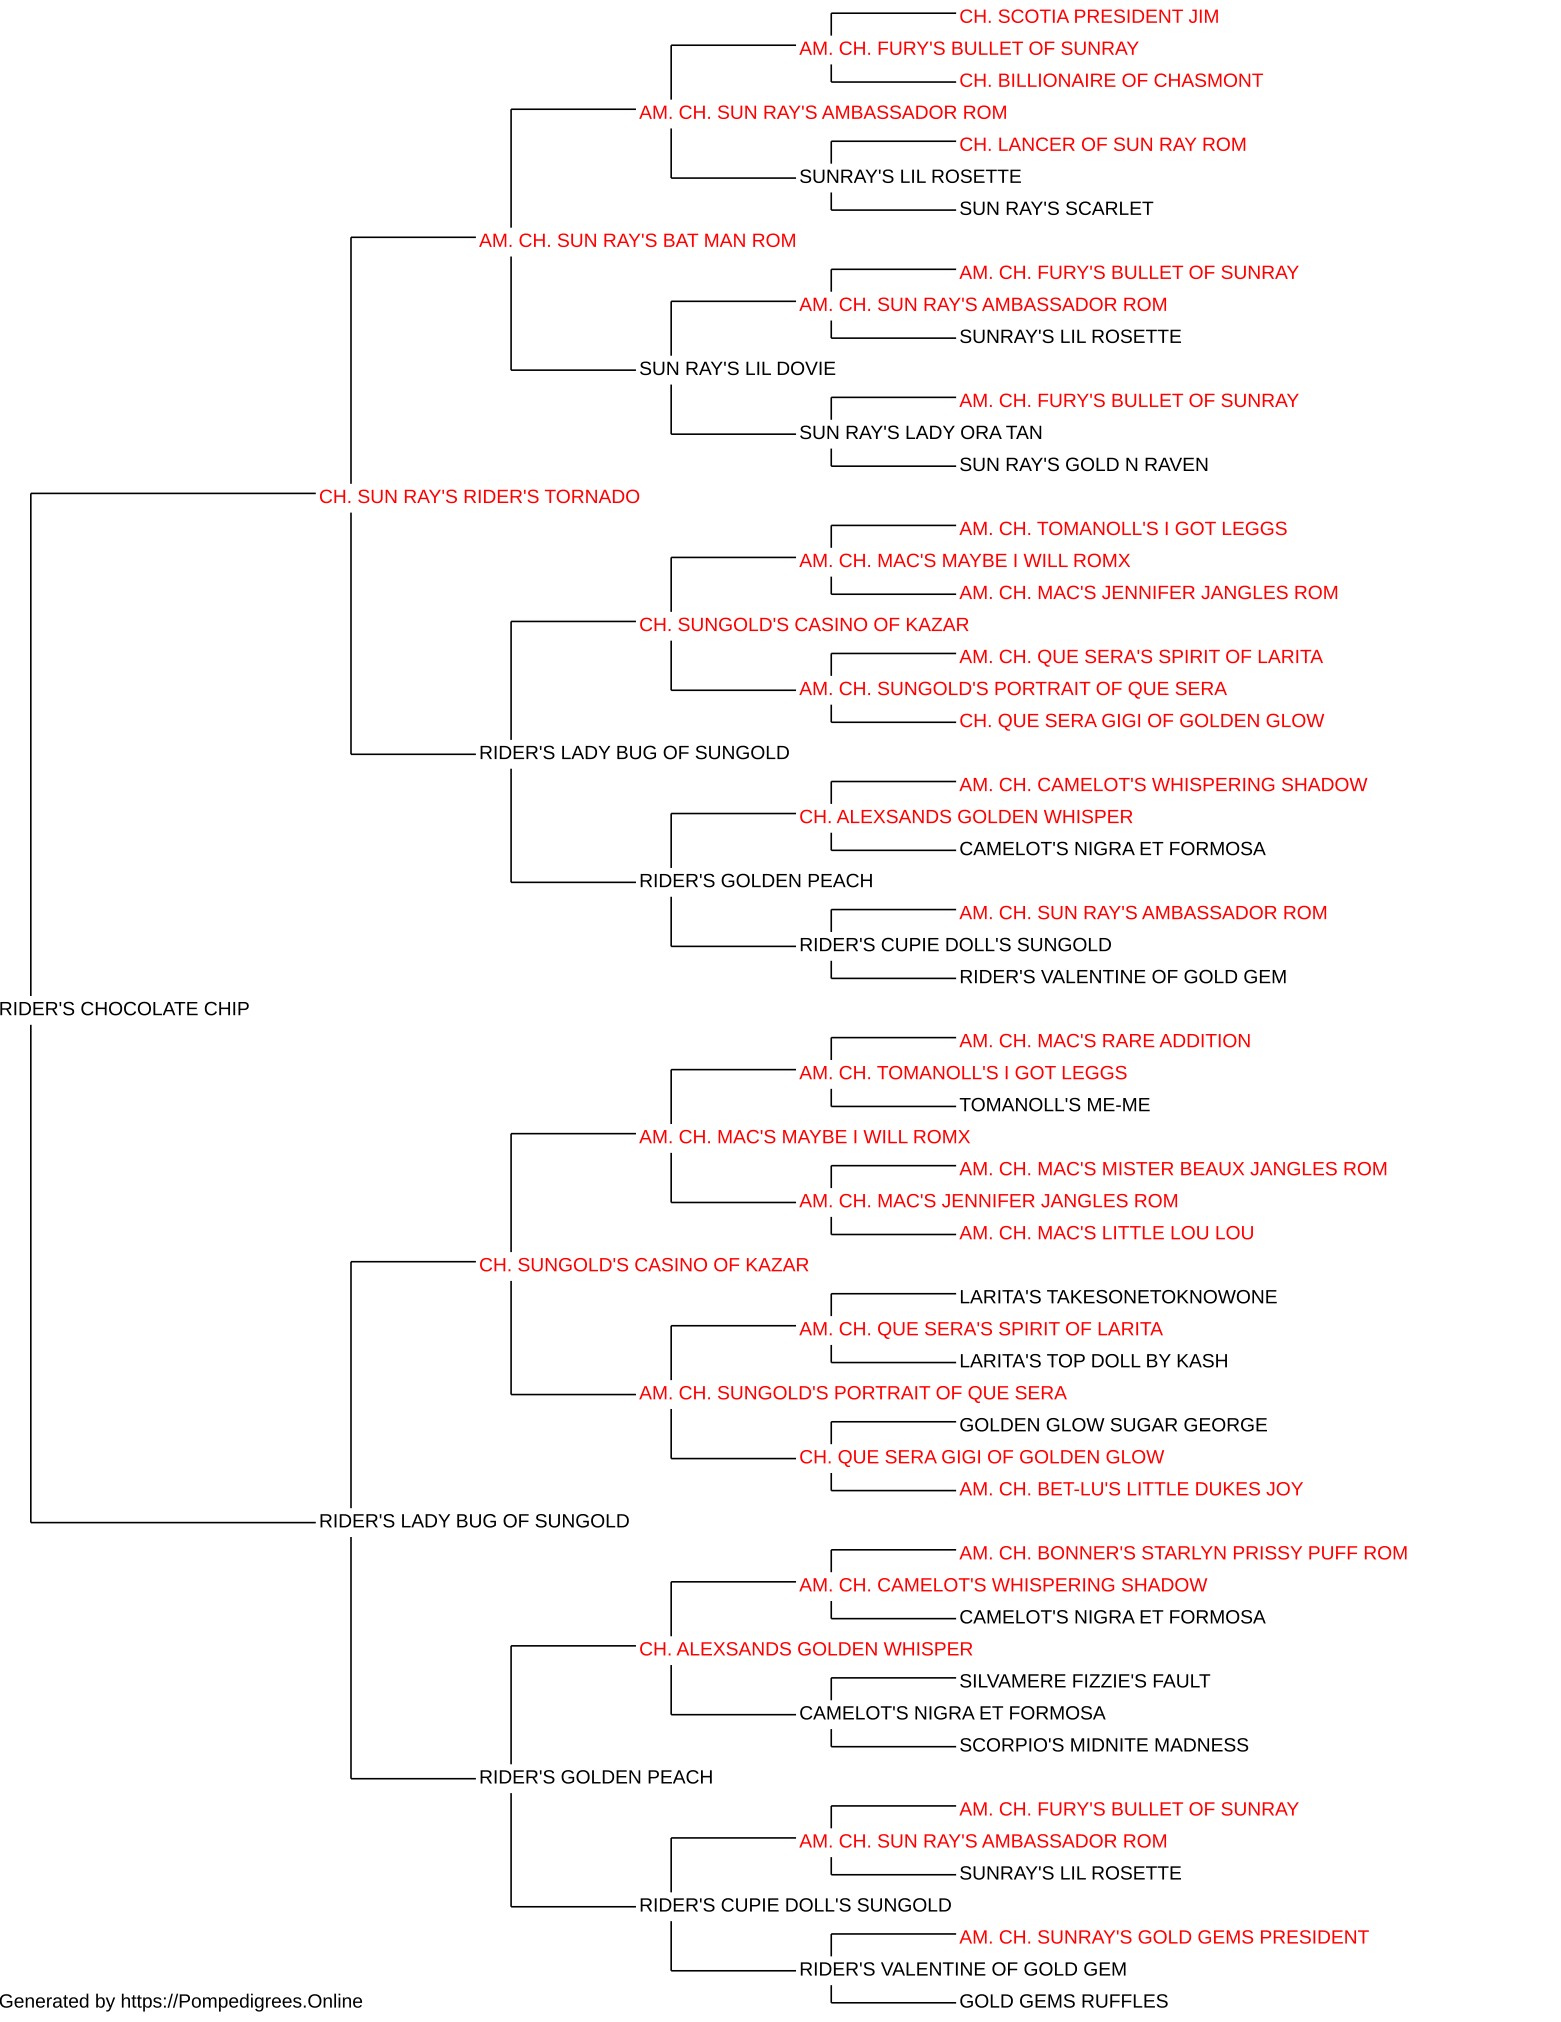 CH. SCOTIA PRESIDENT JIM
AM. CH. FURY'S BULLET OF SUNRAY
CH. BILLIONAIRE OF CHASMONT
AM. CH. SUN RAY'S AMBASSADOR ROM
CH. LANCER OF SUN RAY ROM
SUNRAY'S LIL ROSETTE
SUN RAY'S SCARLET
AM. CH. SUN RAY'S BAT MAN ROM
AM. CH. FURY'S BULLET OF SUNRAY
AM. CH. SUN RAY'S AMBASSADOR ROM
SUNRAY'S LIL ROSETTE
SUN RAY'S LIL DOVIE
AM. CH. FURY'S BULLET OF SUNRAY
SUN RAY'S LADY ORA TAN
SUN RAY'S GOLD N RAVEN
CH. SUN RAY'S RIDER'S TORNADO
AM. CH. TOMANOLL'S I GOT LEGGS
AM. CH. MAC'S MAYBE I WILL ROMX
AM. CH. MAC'S JENNIFER JANGLES ROM
CH. SUNGOLD'S CASINO OF KAZAR
AM. CH. QUE SERA'S SPIRIT OF LARITA
AM. CH. SUNGOLD'S PORTRAIT OF QUE SERA
CH. QUE SERA GIGI OF GOLDEN GLOW
RIDER'S LADY BUG OF SUNGOLD
AM. CH. CAMELOT'S WHISPERING SHADOW
CH. ALEXSANDS GOLDEN WHISPER
CAMELOT'S NIGRA ET FORMOSA
RIDER'S GOLDEN PEACH
AM. CH. SUN RAY'S AMBASSADOR ROM
RIDER'S CUPIE DOLL'S SUNGOLD
RIDER'S VALENTINE OF GOLD GEM
RIDER'S CHOCOLATE CHIP
AM. CH. MAC'S RARE ADDITION
AM. CH. TOMANOLL'S I GOT LEGGS
TOMANOLL'S ME-ME
AM. CH. MAC'S MAYBE I WILL ROMX
AM. CH. MAC'S MISTER BEAUX JANGLES ROM
AM. CH. MAC'S JENNIFER JANGLES ROM
AM. CH. MAC'S LITTLE LOU LOU
CH. SUNGOLD'S CASINO OF KAZAR
LARITA'S TAKESONETOKNOWONE
AM. CH. QUE SERA'S SPIRIT OF LARITA
LARITA'S TOP DOLL BY KASH
AM. CH. SUNGOLD'S PORTRAIT OF QUE SERA
GOLDEN GLOW SUGAR GEORGE
CH. QUE SERA GIGI OF GOLDEN GLOW
AM. CH. BET-LU'S LITTLE DUKES JOY
RIDER'S LADY BUG OF SUNGOLD
AM. CH. BONNER'S STARLYN PRISSY PUFF ROM
AM. CH. CAMELOT'S WHISPERING SHADOW
CAMELOT'S NIGRA ET FORMOSA
CH. ALEXSANDS GOLDEN WHISPER
SILVAMERE FIZZIE'S FAULT
CAMELOT'S NIGRA ET FORMOSA
SCORPIO'S MIDNITE MADNESS
RIDER'S GOLDEN PEACH
AM. CH. FURY'S BULLET OF SUNRAY
AM. CH. SUN RAY'S AMBASSADOR ROM
SUNRAY'S LIL ROSETTE
RIDER'S CUPIE DOLL'S SUNGOLD
AM. CH. SUNRAY'S GOLD GEMS PRESIDENT
RIDER'S VALENTINE OF GOLD GEM
GOLD GEMS RUFFLES
Generated by https://Pompedigrees.Online